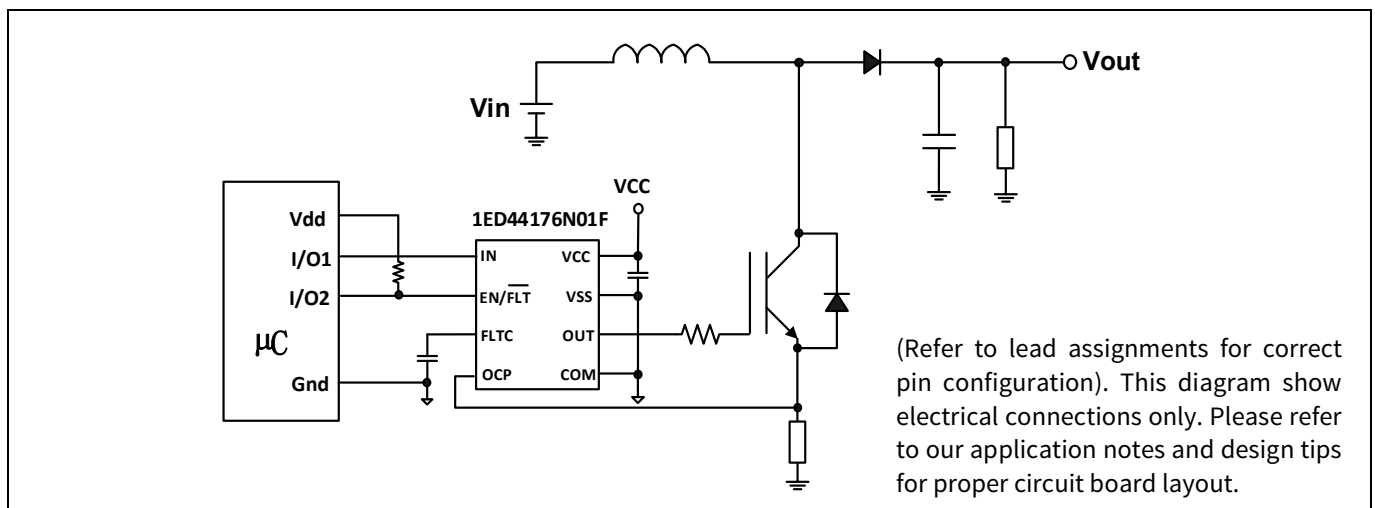 Vout
Vin
VCC
1ED44176N01F
Vdd
I/O1
I/O2
μC
Gnd
IN
EN/FLT
FLTC
OCP
VCC
VSS
OUT
COM
(Refer to lead assignments for correct
pin configuration). This diagram show
electrical connections only. Please refer
to our application notes and design tips
for proper circuit board layout.